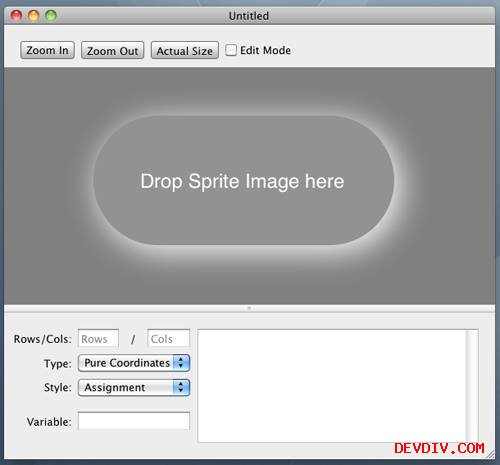 Untitled
Zoom In Zoom Out Actual Size Edit Mode
Drop Sprite Image here
Rows/Cols: Rows / Cols
Type: Pure Coordinates
Style: Assignment
Variable:
DEVDIV.COM